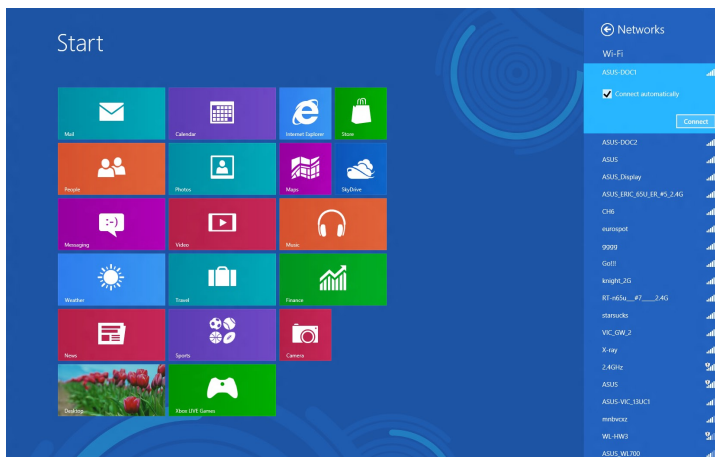 Start
Mail
Calendar
Internet Explorer
Store
People
Photos
Maps
SkyDrive
Messaging
:-)
Video
Music
Weather
Travel
Finance
News
Sports
Camera
Desktop
Xbox LIVE Games
Networks
Wi-Fi
ASUS-DOC1
Connect automatically
Connect
ASUS-DOC2
ASUS
ASUS_Display
ASUS_ERIC_65U_ER_#5_2.4G
CH6
eurospot
9999
Go!!!
knight_2G
RT-n65u__#7____2.4G
starsucks
VIC_GW_2
X-ray
2.4GHz
ASUS
ASUS-VIC_13UC1
mnbvcxz
WL-HW3
ASUS_WL700